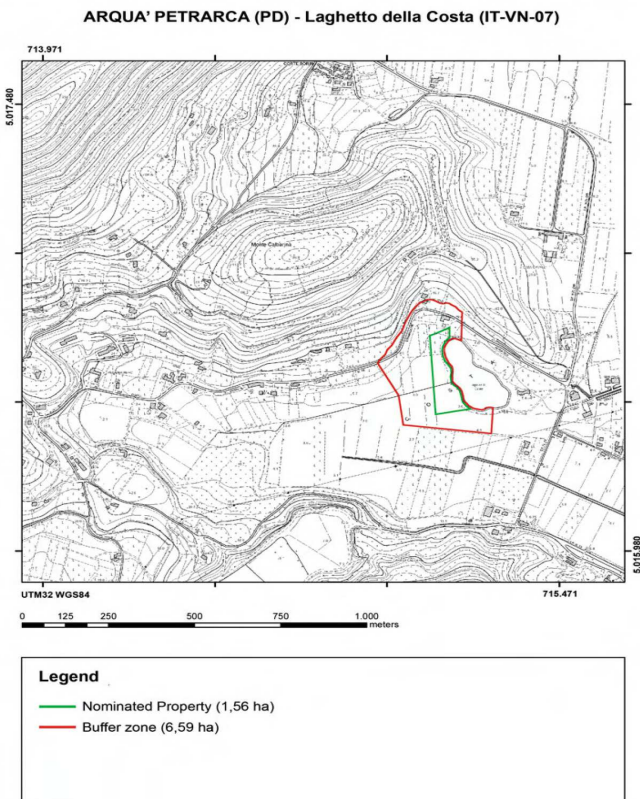 ARQUA' PETRARCA (PD) - Laghetto della Costa (IT-VN-07)
713.971
5.017.480
5.015.980
UTM32 WGS84
715.471
0 125 250 500 750 1.000
meters
Legend
Nominated Property (1,56 ha)
Buffer zone (6,59 ha)